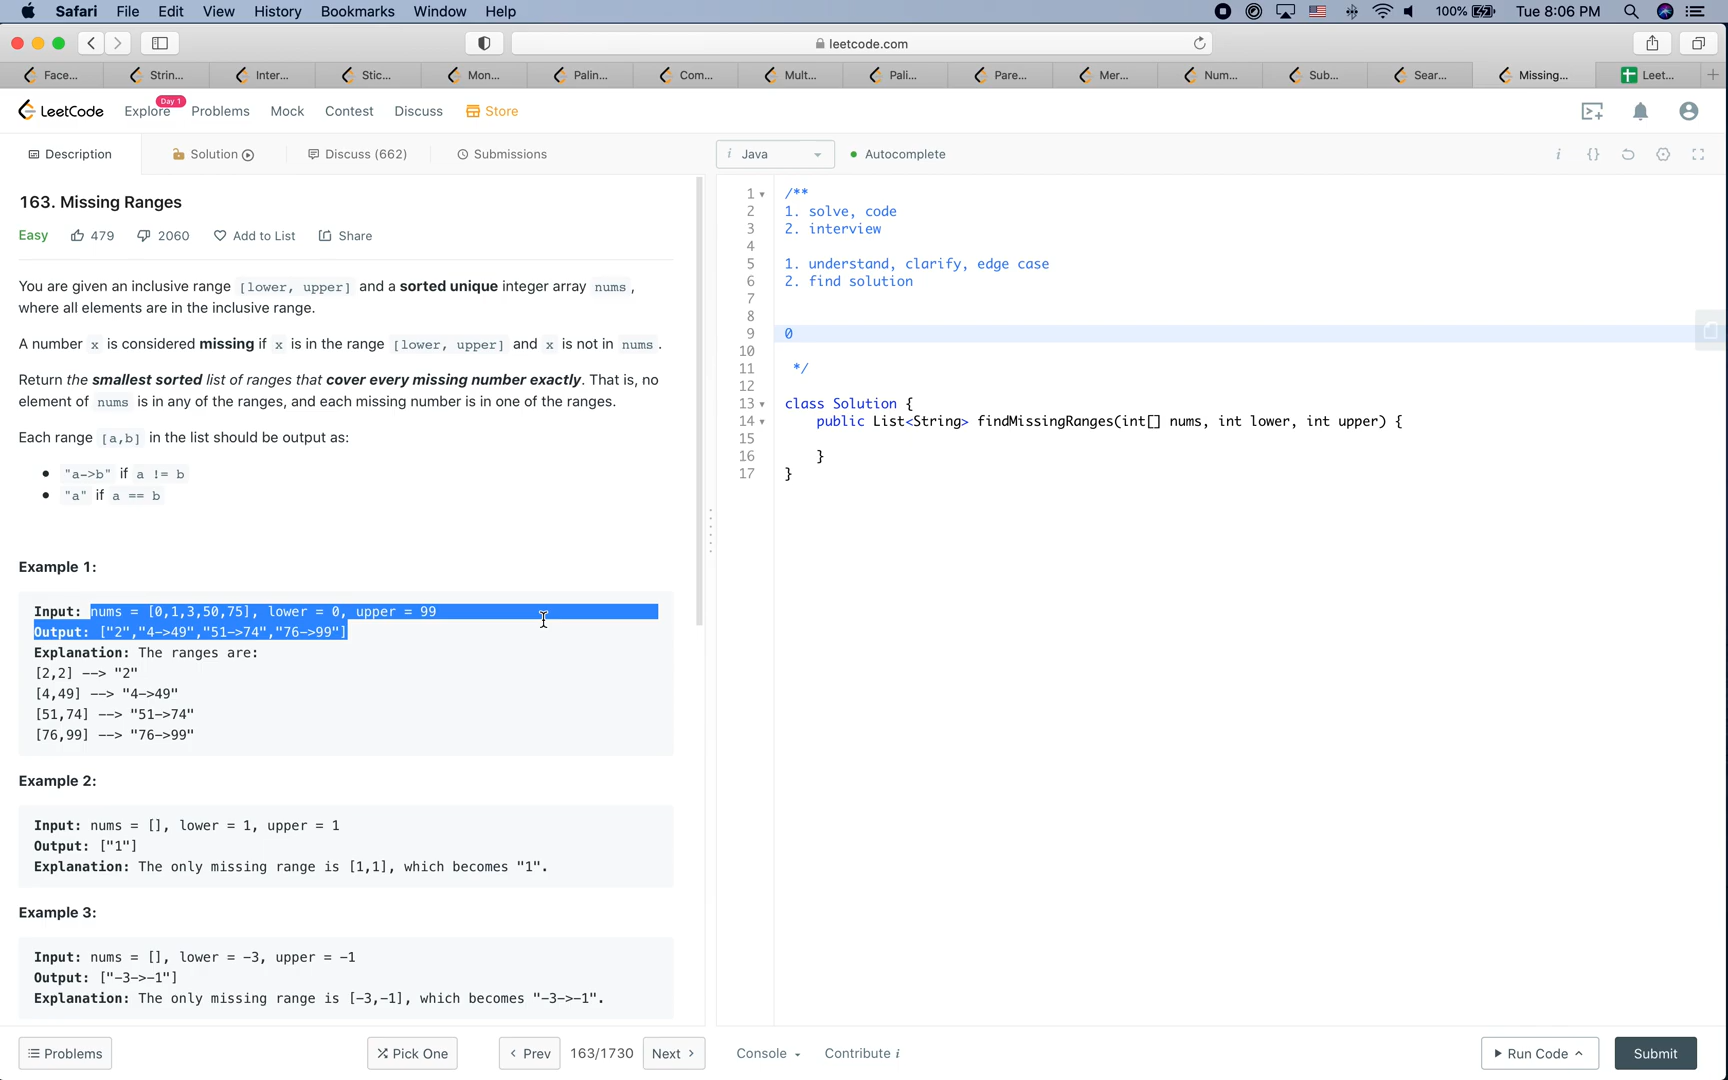 Safari File Edit View History Bookmarks Window Help 100% Tue 8:06 PM
leetcode.com
Face... Strin... Inter... Stic... Mon... Palin... Com... Mult... Pali... Pare... Mer... Num... Sub... Sear... Missing... Leet...
LeetCode Explore Day 1 Problems Mock Contest Discuss Store
Description Solution Discuss (662) Submissions
i Java Autocomplete i {}
163. Missing Ranges
Easy 479 2060 Add to List Share
You are given an inclusive range [lower, upper] and a sorted unique integer array nums,
where all elements are in the inclusive range.
A number x is considered missing if x is in the range [lower, upper] and x is not in nums.
Return the smallest sorted list of ranges that cover every missing number exactly. That is, no
element of nums is in any of the ranges, and each missing number is in one of the ranges.
Each range [a,b] in the list should be output as:
"a->b" if a != b
"a" if a == b
Example 1:
Input: nums = [0,1,3,50,75], lower = 0, upper = 99
Output: ["2","4->49","51->74","76->99"]
Explanation: The ranges are:
[2,2] --> "2"
[4,49] --> "4->49"
[51,74] --> "51->74"
[76,99] --> "76->99"
Example 2:
Input: nums = [], lower = 1, upper = 1
Output: ["1"]
Explanation: The only missing range is [1,1], which becomes "1".
Example 3:
Input: nums = [], lower = -3, upper = -1
Output: ["-3->-1"]
Explanation: The only missing range is [-3,-1], which becomes "-3->-1".
1 /**
2 1. solve, code
3 2. interview
4
5 1. understand, clarify, edge case
6 2. find solution
7
8
9 0
10
11 */
12
13 class Solution {
14 public List<String> findMissingRanges(int[] nums, int lower, int upper) {
15
16 }
17 }
Problems Pick One < Prev 163/1730 Next > Console Contribute i Run Code Submit